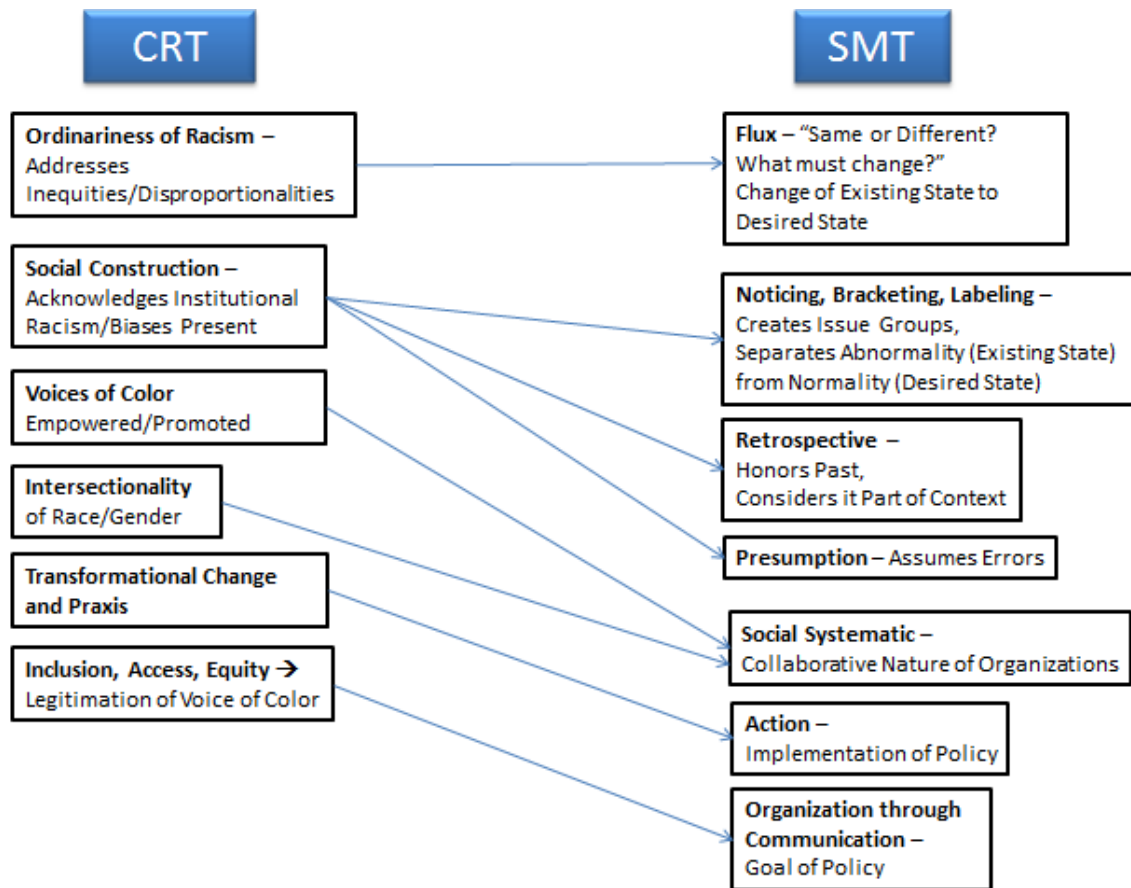 CRT
SMT
Ordinariness of Racism –
Addresses
Inequities/Disproportionalities
Social Construction –
Acknowledges Institutional
Racism/Biases Present
Voices of Color
Empowered/Promoted
Intersectionality
of Race/Gender
Transformational Change
and Praxis
Inclusion, Access, Equity →
Legitimation of Voice of Color
Flux – “Same or Different?
What must change?”
Change of Existing State to
Desired State
Noticing, Bracketing, Labeling –
Creates Issue Groups,
Separates Abnormality (Existing State)
from Normality (Desired State)
Retrospective –
Honors Past,
Considers it Part of Context
Presumption – Assumes Errors
Social Systematic –
Collaborative Nature of Organizations
Action –
Implementation of Policy
Organization through
Communication –
Goal of Policy